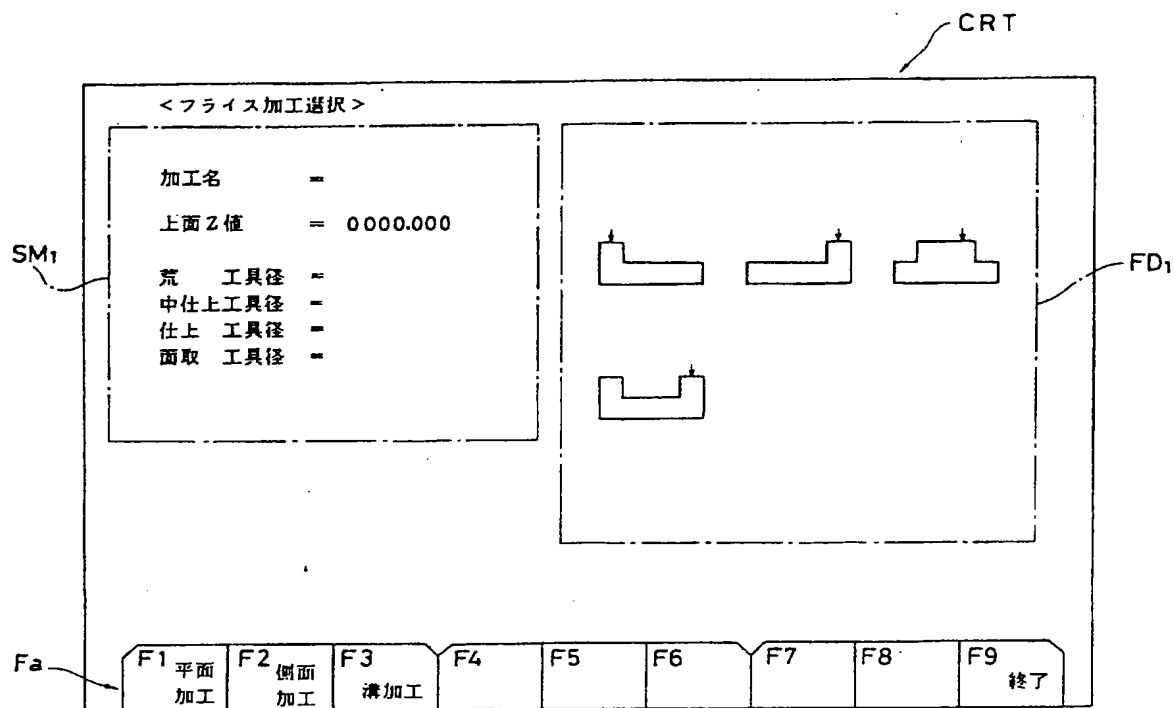 CRT
<フライス加工選択>
加工名 =
上面Z値 = 0000.000
荒 工具径 =
中仕上工具径 =
仕上 工具径 =
面取 工具径 =
SM1
FD1
Fa
F1 平面加工
F2 側面加工
F3 溝加工
F4
F5
F6
F7
F8
F9 終了